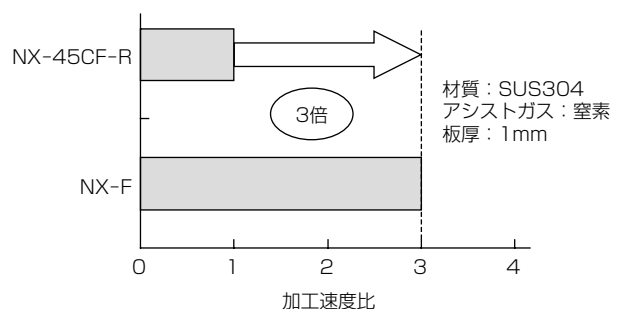 NX-45CF-R
3倍
材質：SUS304
アシストガス：窒素
板厚：1mm
NX-F
0 1 2 3 4
加工速度比